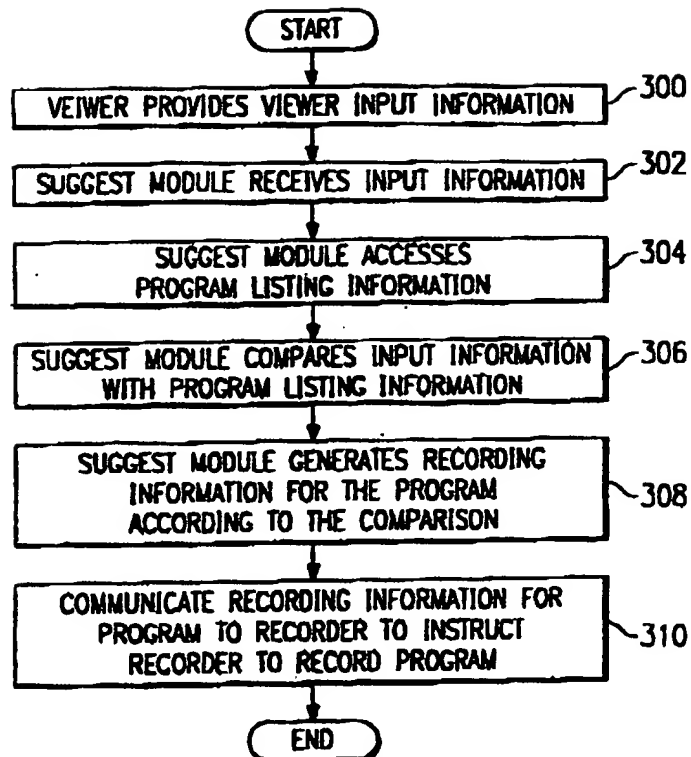 START
VEIWER PROVIDES VIEWER INPUT INFORMATION
300
SUGGEST MODULE RECEIVES INPUT INFORMATION
302
SUGGEST MODULE ACCESSES
PROGRAM LISTING INFORMATION
304
SUGGEST MODULE COMPARES INPUT INFORMATION
WITH PROGRAM LISTING INFORMATION
306
SUGGEST MODULE GENERATES RECORDING
INFORMATION FOR THE PROGRAM
ACCORDING TO THE COMPARISON
308
COMMUNICATE RECORDING INFORMATION FOR
PROGRAM TO RECORDER TO INSTRUCT
RECORDER TO RECORD PROGRAM
310
END